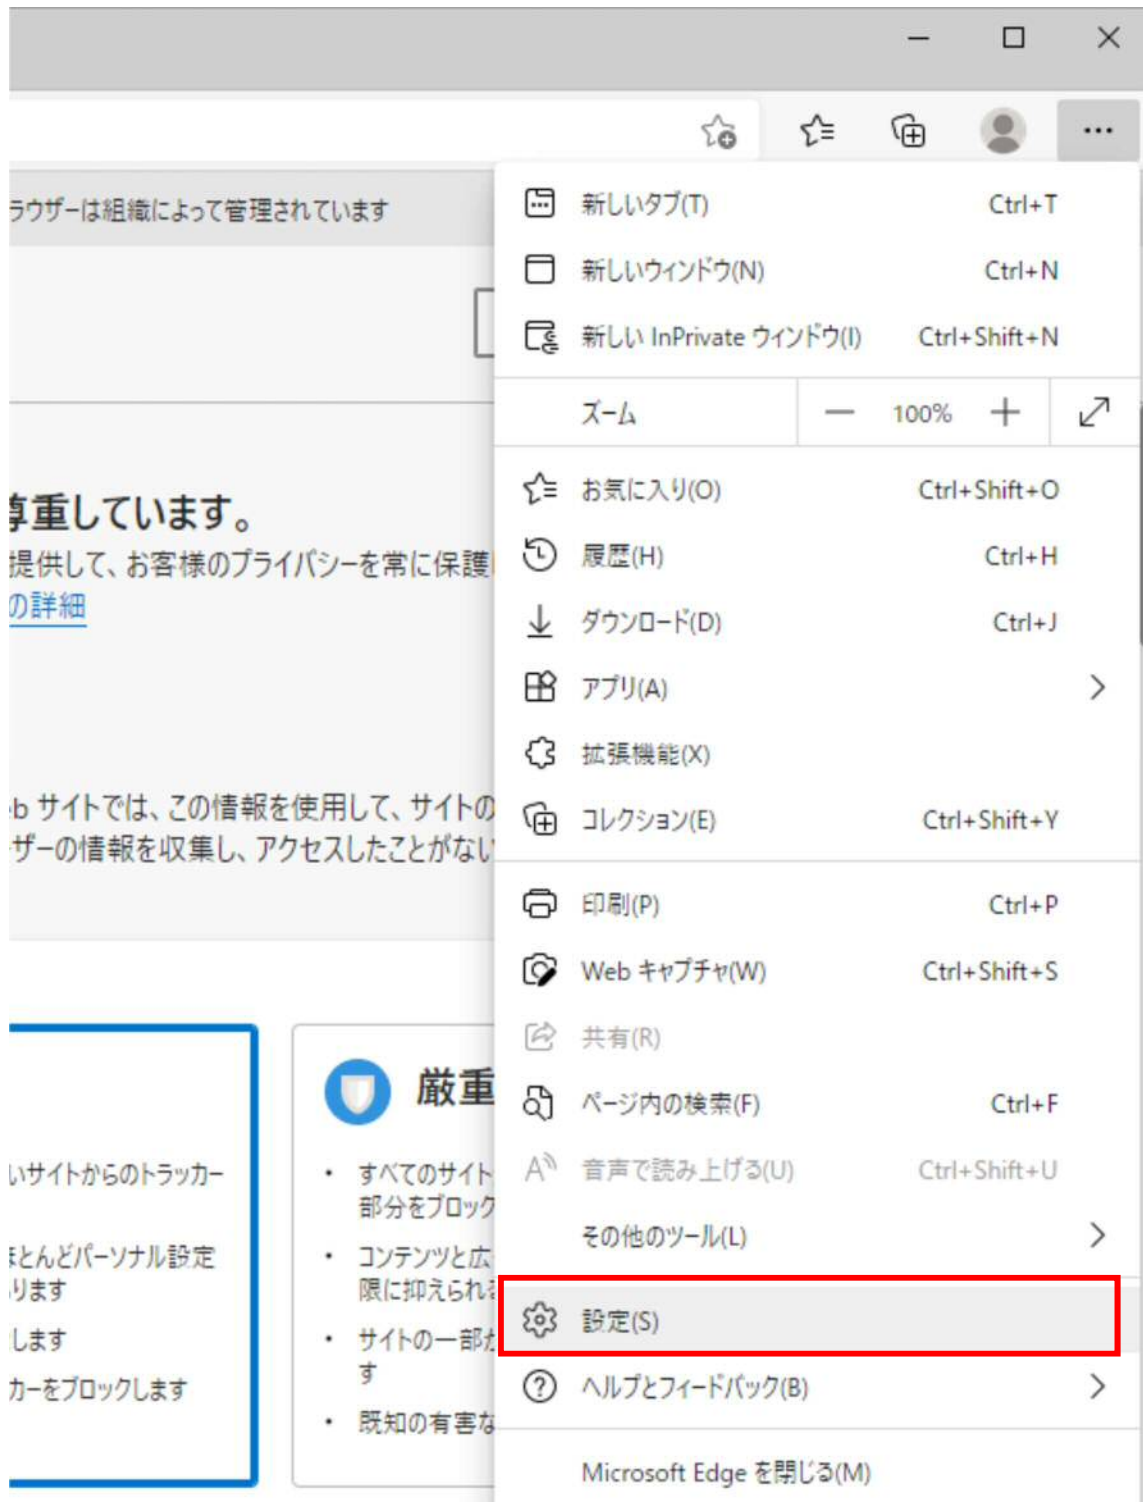 ラウザーは組織によって管理されています
尊重しています。
提供して、お客様のプライバシーを常に保護
の詳細
eb サイトでは、この情報を使用して、サイトの
ーザーの情報を収集し、アクセスしたことがない
いサイトからのトラッカー
ほとんどパーソナル設定
ります
します
カーをブロックします
厳重
• すべてのサイト
部分をブロック
• コンテンツと広
限に抑えられ
• サイトの一部が
す
• 既知の有害な
新しいタブ(T) Ctrl+T
新しいウィンドウ(N) Ctrl+N
新しい InPrivate ウィンドウ(I) Ctrl+Shift+N
ズーム — 100% +
お気に入り(O) Ctrl+Shift+O
履歴(H) Ctrl+H
ダウンロード(D) Ctrl+J
アプリ(A)
拡張機能(X)
コレクション(E) Ctrl+Shift+Y
印刷(P) Ctrl+P
Web キャプチャ(W) Ctrl+Shift+S
共有(R)
ページ内の検索(F) Ctrl+F
音声で読み上げる(U) Ctrl+Shift+U
その他のツール(L)
設定(S)
ヘルプとフィードバック(B)
Microsoft Edge を閉じる(M)